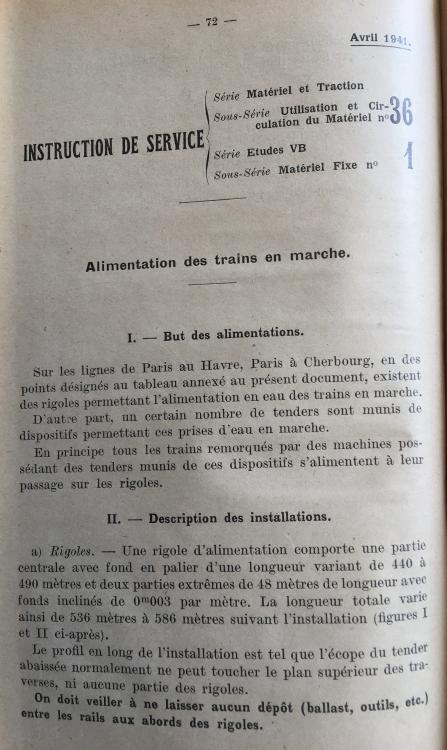 — 72 —
Avril 1941.
INSTRUCTION DE SERVICE
Série Matériel et Traction
Sous-Série Utilisation et Cir-
culation du Matériel nº 36
Série Etudes VB
Sous-Série Matériel Fixe nº 1
Alimentation des trains en marche.
I. — But des alimentations.
Sur les lignes de Paris au Havre, Paris à Cherbourg, en des
points désignés au tableau annexé au présent document, existent
des rigoles permettant l'alimentation en eau des trains en marche.
D'autre part, un certain nombre de tenders sont munis de
dispositifs permettant ces prises d'eau en marche.
En principe tous les trains remorqués par des machines pos-
sédant des tenders munis de ces dispositifs s'alimentent à leur
passage sur les rigoles.
II. — Description des installations.
a) Rigoles. — Une rigole d'alimentation comporte une partie
centrale avec fond en palier d'une longueur variant de 440 à
490 mètres et deux parties extrêmes de 48 mètres de longueur avec
fonds inclinés de 0m003 par mètre. La longueur totale varie
ainsi de 536 mètres à 586 mètres suivant l'installation (figures I
et II ci-après).
Le profil en long de l'installation est tel que l'écope du tender
abaissée normalement ne peut toucher le plan supérieur des tra-
verses, ni aucune partie des rigoles.
On doit veiller à ne laisser aucun dépôt (ballast, outils, etc.)
entre les rails aux abords des rigoles.